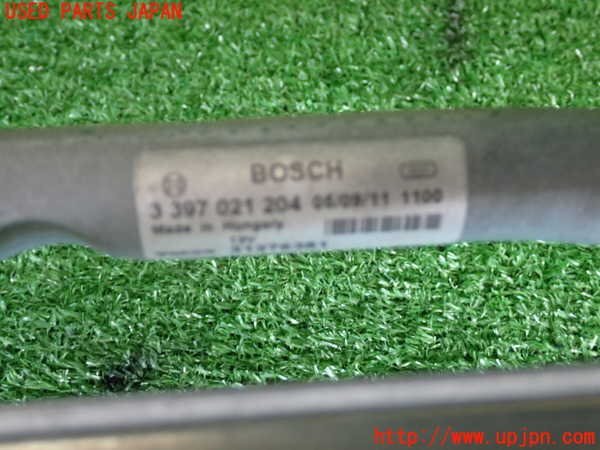 USED PARTS JAPAN
BOSCH
3 397 021 204 06/09/11 1100
Made in Hungary
http://www.upjpn.com/